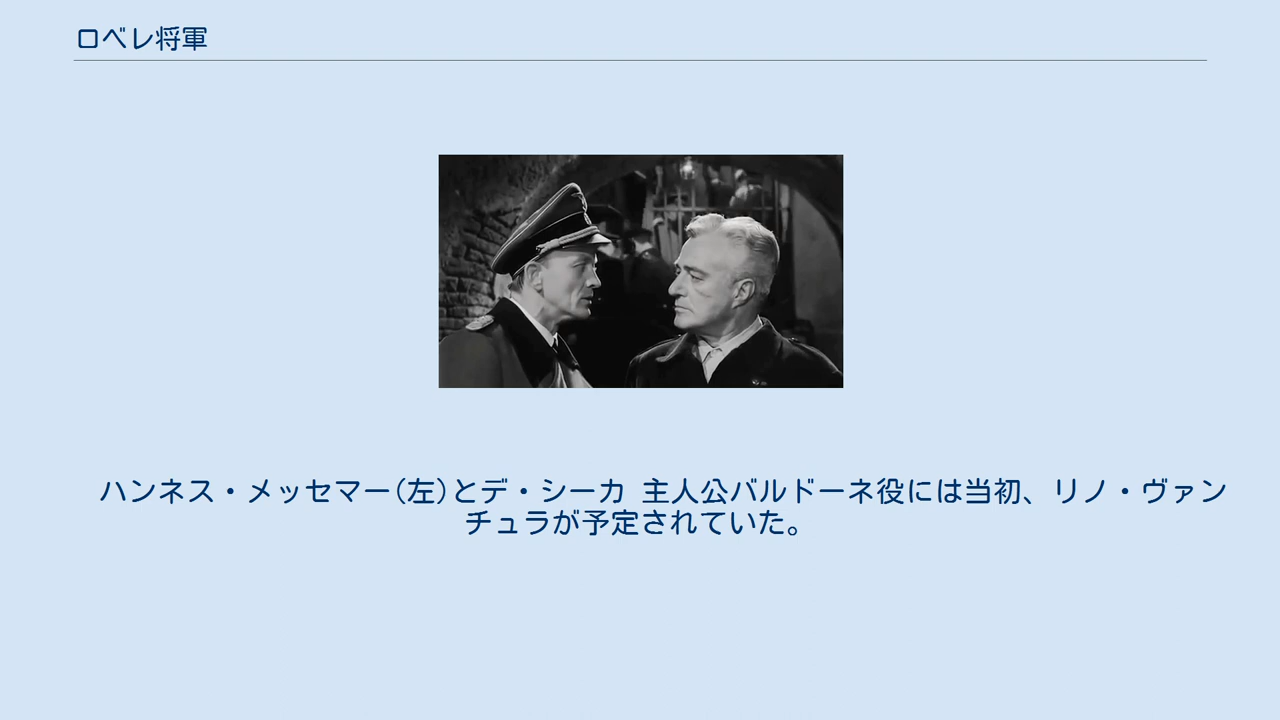 ロベレ将軍
ハンネス・メッセマー(左)とデ・シーカ 主人公バルドーネ役には当初、リノ・ヴァン
チュラが予定されていた。